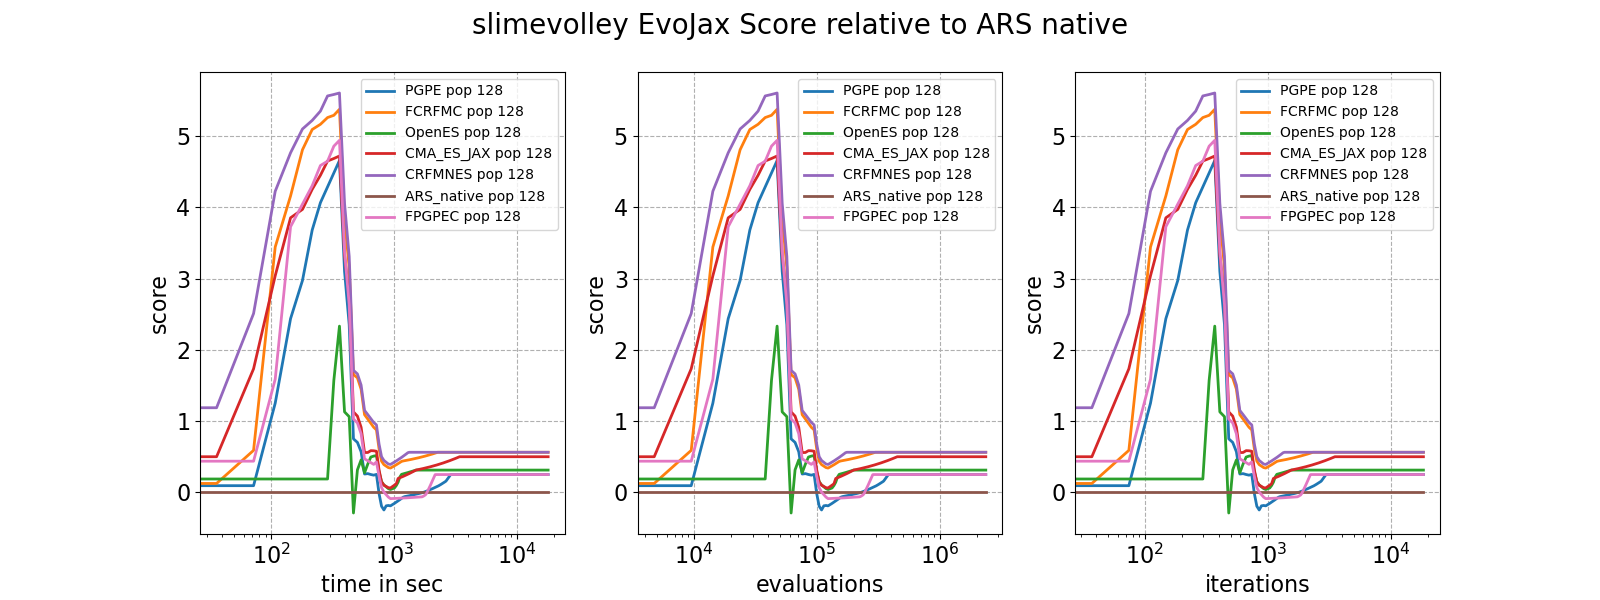 slimevolley EvoJax Score relative to ARS native
score
5
4
3
2
1
0
PGPE pop 128
FCRFMC pop 128
OpenES pop 128
CMA_ES_JAX pop 128
CRFMNES pop 128
ARS_native pop 128
FPGPEC pop 128
10²
10³
10⁴
time in sec
score
5
4
3
2
1
0
PGPE pop 128
FCRFMC pop 128
OpenES pop 128
CMA_ES_JAX pop 128
CRFMNES pop 128
ARS_native pop 128
FPGPEC pop 128
10⁴
10⁵
10⁶
evaluations
score
5
4
3
2
1
0
PGPE pop 128
FCRFMC pop 128
OpenES pop 128
CMA_ES_JAX pop 128
CRFMNES pop 128
ARS_native pop 128
FPGPEC pop 128
10²
10³
10⁴
iterations